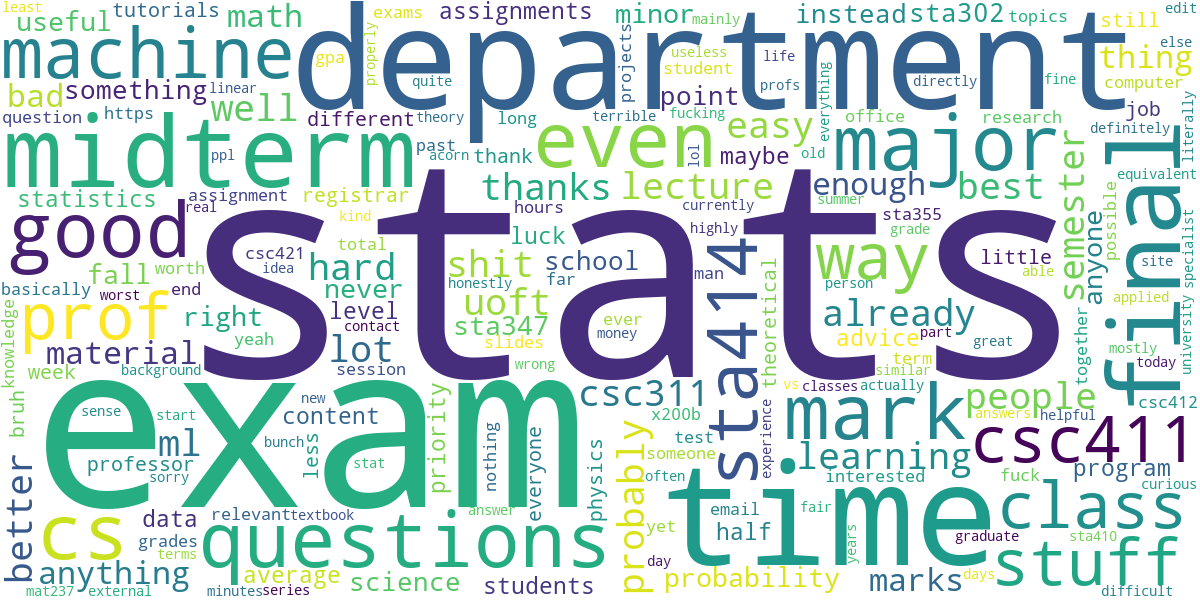 least
useful
tutorials
math
assignments
minor
instead
sta302
topics
still
edit
else
machine
department
gpa
properly
quite
projects
mainly
useless
student
life
profs
everything
directly
fine
thing
computer
bad
something
linear
well
point
job
question
https
different
theory
long
terrible
fucking
office
research
definitely
literally
midterm
ppl
past
acorn
thank
even
lol
easy
maybe
old
major
semester
final
equivalent
statistics
assignment
registrar
thanks
lecture
enough
best
possible
specialist
good
real
kind
hours
currently
summer
sta355
grade
stats
csc421
idea
total
luck
highly
man
sta414
way
little
anyone
able
site
university
fall
worth
hard
honestly
shit
school
far
theoretical
person
basically
worst
end
never
level
uoft
ever
money
already
part
great
together
applied
knowledge
prof
right
yeah
contact
sta347
slides
advice
term
mostly
today
week
material
background
lot
session
wrong
similar
vs
classes
actually
bruh
exam
sense
start
new
content
priority
csc311
x200b
experience
mark
people
answers
helpful
csc412
csc411
ml
bunch
less
nothing
everyone
physics
test
someone
learning
professor
sorry
stat
often
interested
fuck
program
curious
better
cs
data
relevant
textbook
answer
probably
yet
email
half
time
fair
years
class
graduate
sta410
grades
terms
questions
day
anything
average
science
students
probability
marks
days
stuff
difficult
mat237
external
minutes
series